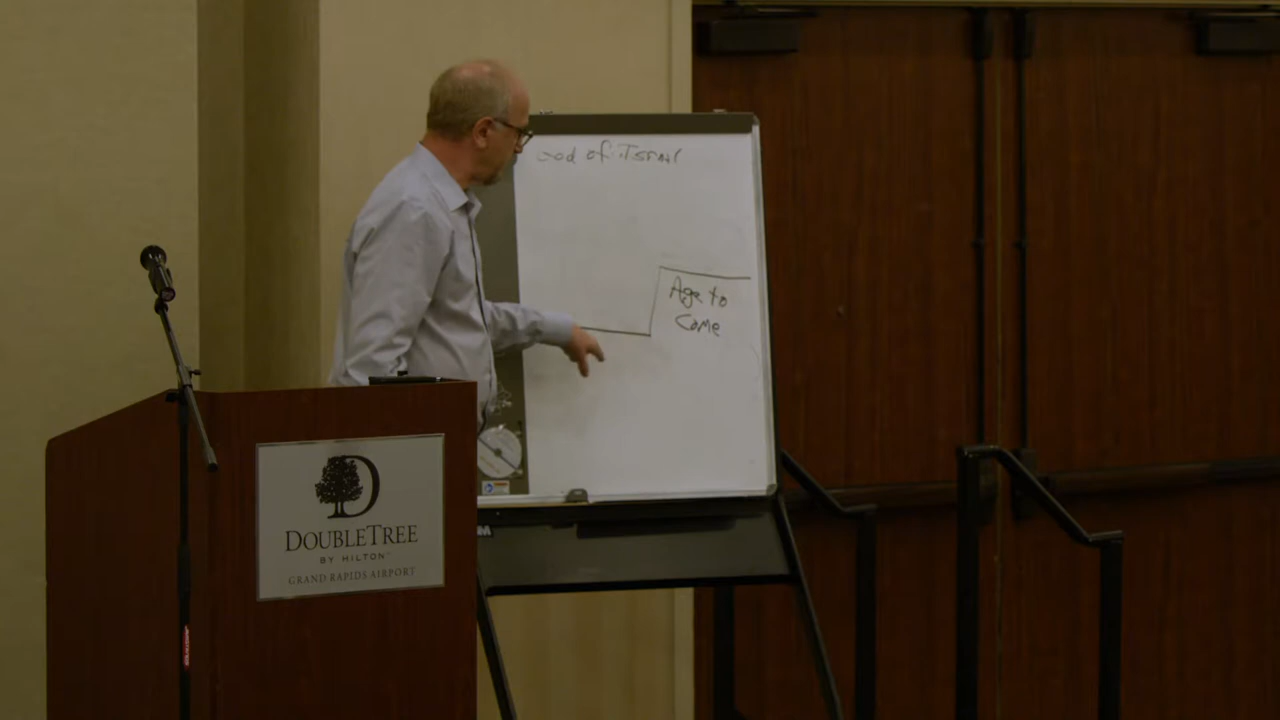 God of Israel
Age to
Come
D
DOUBLETREE
BY HILTON
GRAND RAPIDS AIRPORT